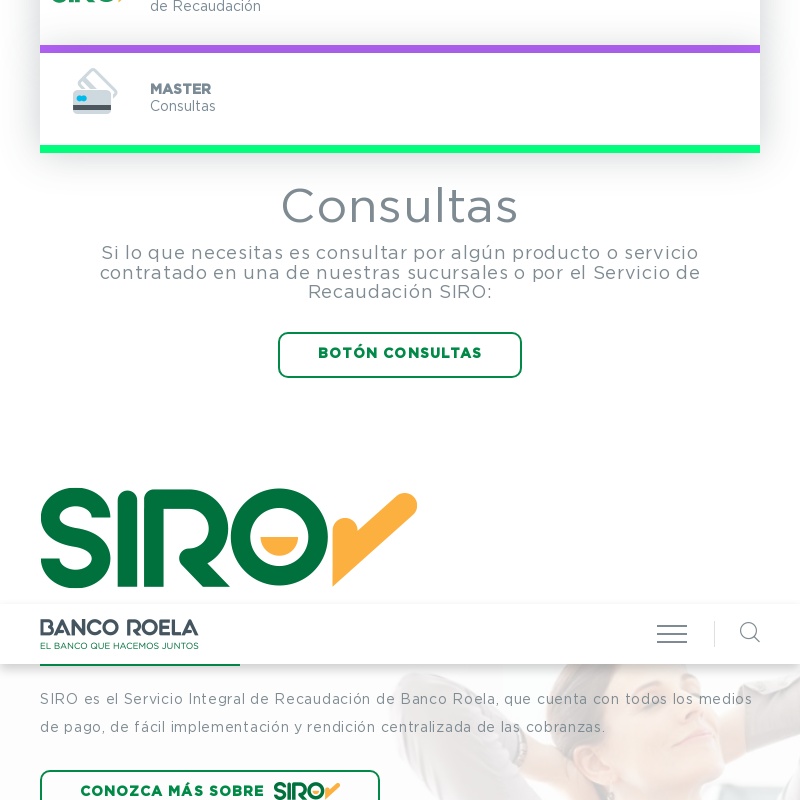 SIRO
de Recaudación
MASTER
Consultas
Consultas
Si lo que necesitas es consultar por algún producto o servicio
contratado en una de nuestras sucursales o por el Servicio de
Recaudación SIRO:
BOTÓN CONSULTAS
SIRO
BANCO ROELA
EL BANCO QUE HACEMOS JUNTOS
SIRO es el Servicio Integral de Recaudación de Banco Roela, que cuenta con todos los medios
de pago, de fácil implementación y rendición centralizada de las cobranzas.
CONOZCA MÁS SOBRE SIRO